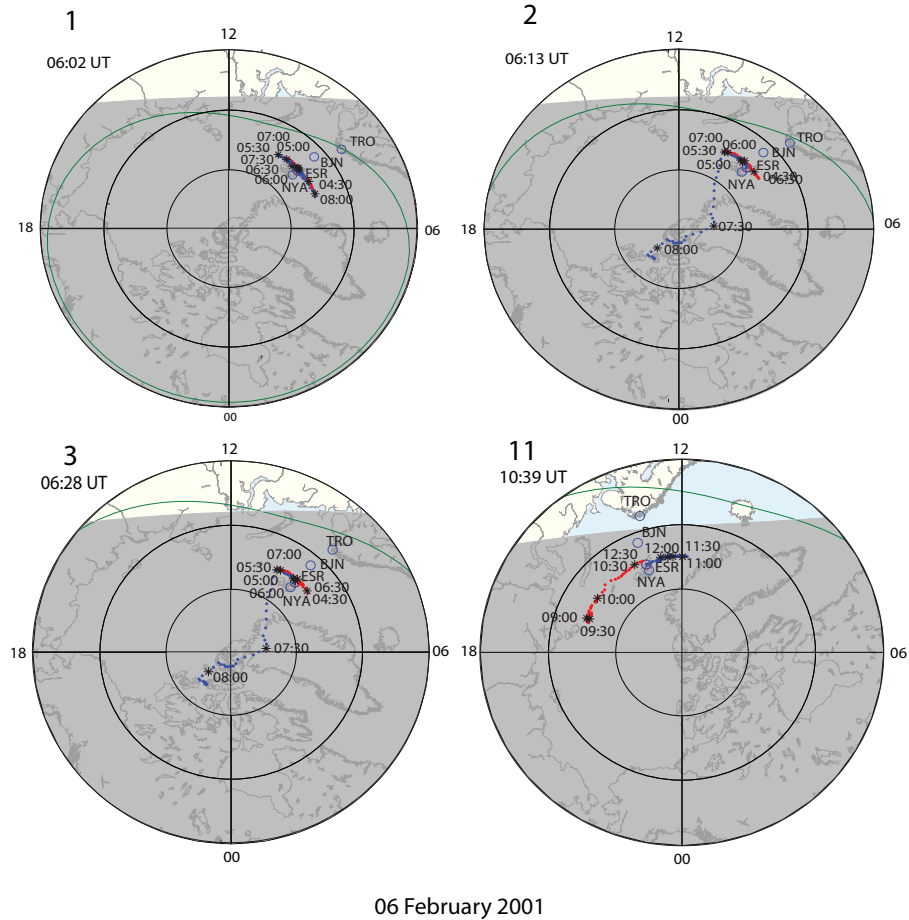 1
12
06:02 UT
TRO
07:00
05:30 05:00
BJN
07:30
ESR
06:30
06:00
NYA
04:30
08:00
18
06
00
2
12
06:13 UT
TRO
07:00
06:00
05:30
BJN
05:00
ESR
04:30
06:30
NYA
07:30
08:00
18
06
00
3
12
06:28 UT
TRO
07:00
05:30
BJN
05:00
ESR
06:00
06:30
NYA
04:30
07:30
08:00
18
06
00
11
12
10:39 UT
TRO
BJN
12:30
12:00
11:30
10:30
ESR
11:00
NYA
10:00
09:00
09:30
18
06
00
06 February 2001